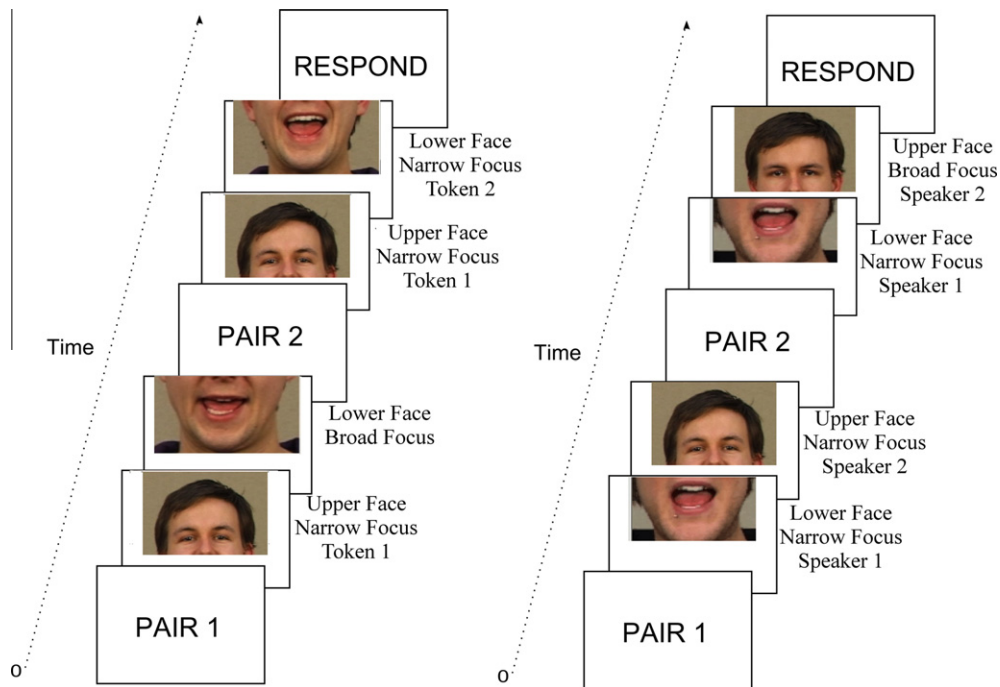 RESPOND
Lower Face
Narrow Focus
Token 2
Upper Face
Narrow Focus
Token 1
PAIR 2
Time
Lower Face
Broad Focus
Upper Face
Narrow Focus
Token 1
PAIR 1
0
RESPOND
Upper Face
Broad Focus
Speaker 2
Lower Face
Narrow Focus
Speaker 1
PAIR 2
Time
Upper Face
Narrow Focus
Speaker 2
Lower Face
Narrow Focus
Speaker 1
PAIR 1
0